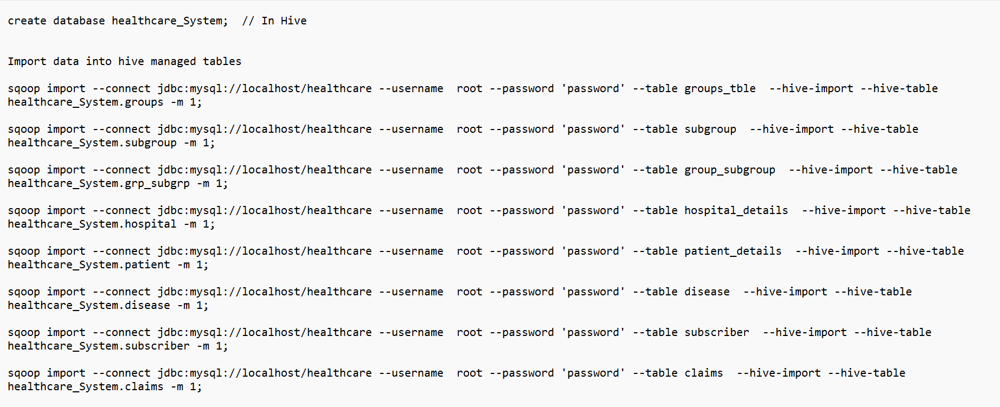 create database healthcare_System;  // In Hive
Import data into hive managed tables
sqoop import --connect jdbc:mysql://localhost/healthcare --username  root --password 'password' --table groups_tble  --hive-import --hive-table
healthcare_System.groups -m 1;
sqoop import --connect jdbc:mysql://localhost/healthcare --username  root --password 'password' --table subgroup  --hive-import --hive-table
healthcare_System.subgroup -m 1;
sqoop import --connect jdbc:mysql://localhost/healthcare --username  root --password 'password' --table group_subgroup  --hive-import --hive-table
healthcare_System.grp_subgrp -m 1;
sqoop import --connect jdbc:mysql://localhost/healthcare --username  root --password 'password' --table hospital_details  --hive-import --hive-table
healthcare_System.hospital -m 1;
sqoop import --connect jdbc:mysql://localhost/healthcare --username  root --password 'password' --table patient_details  --hive-import --hive-table
healthcare_System.patient -m 1;
sqoop import --connect jdbc:mysql://localhost/healthcare --username  root --password 'password' --table disease  --hive-import --hive-table
healthcare_System.disease -m 1;
sqoop import --connect jdbc:mysql://localhost/healthcare --username  root --password 'password' --table subscriber  --hive-import --hive-table
healthcare_System.subscriber -m 1;
sqoop import --connect jdbc:mysql://localhost/healthcare --username  root --password 'password' --table claims  --hive-import --hive-table
healthcare_System.claims -m 1;